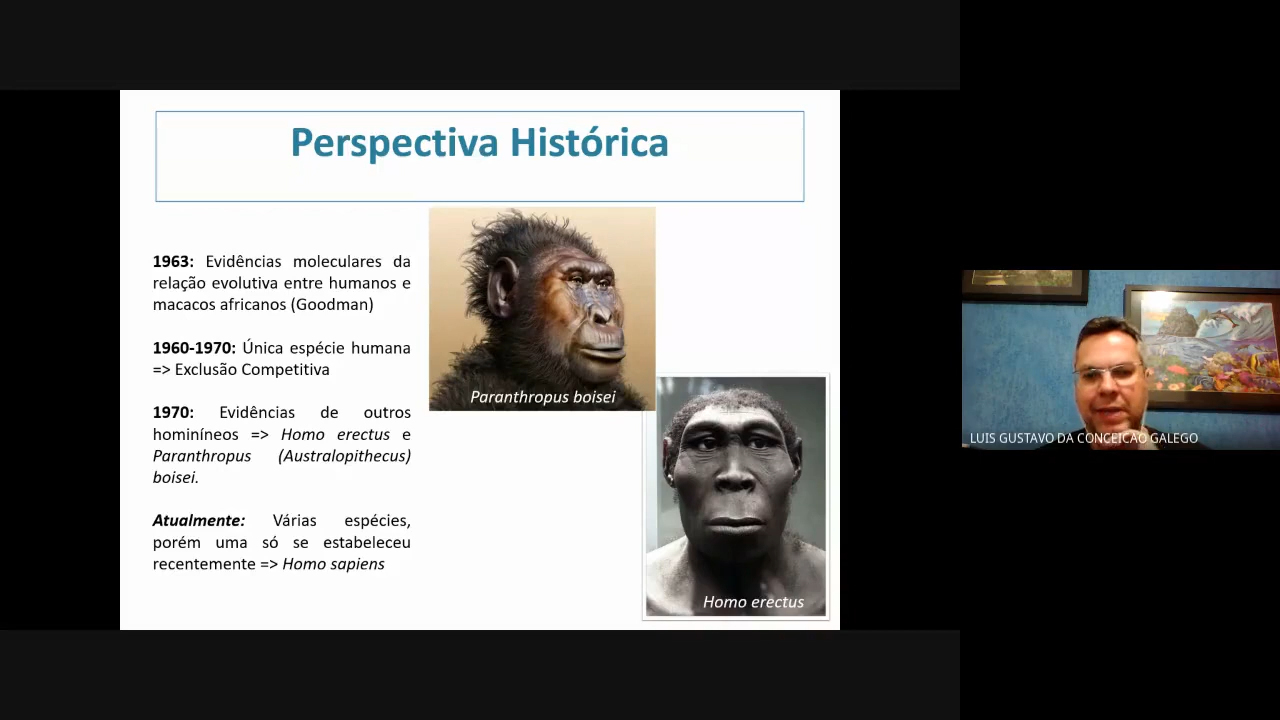 Perspectiva Histórica
1963: Evidências moleculares da
relação evolutiva entre humanos e
macacos africanos (Goodman)
1960-1970: Única espécie humana
=> Exclusão Competitiva
1970: Evidências de outros
hominíneos => Homo erectus e
Paranthropus (Australopithecus)
boisei.
Atualmente: Várias espécies,
porém uma só se estabeleceu
recentemente => Homo sapiens
Paranthropus boisei
Homo erectus
LUIS GUSTAVO DA CONCEICAO GALEGO